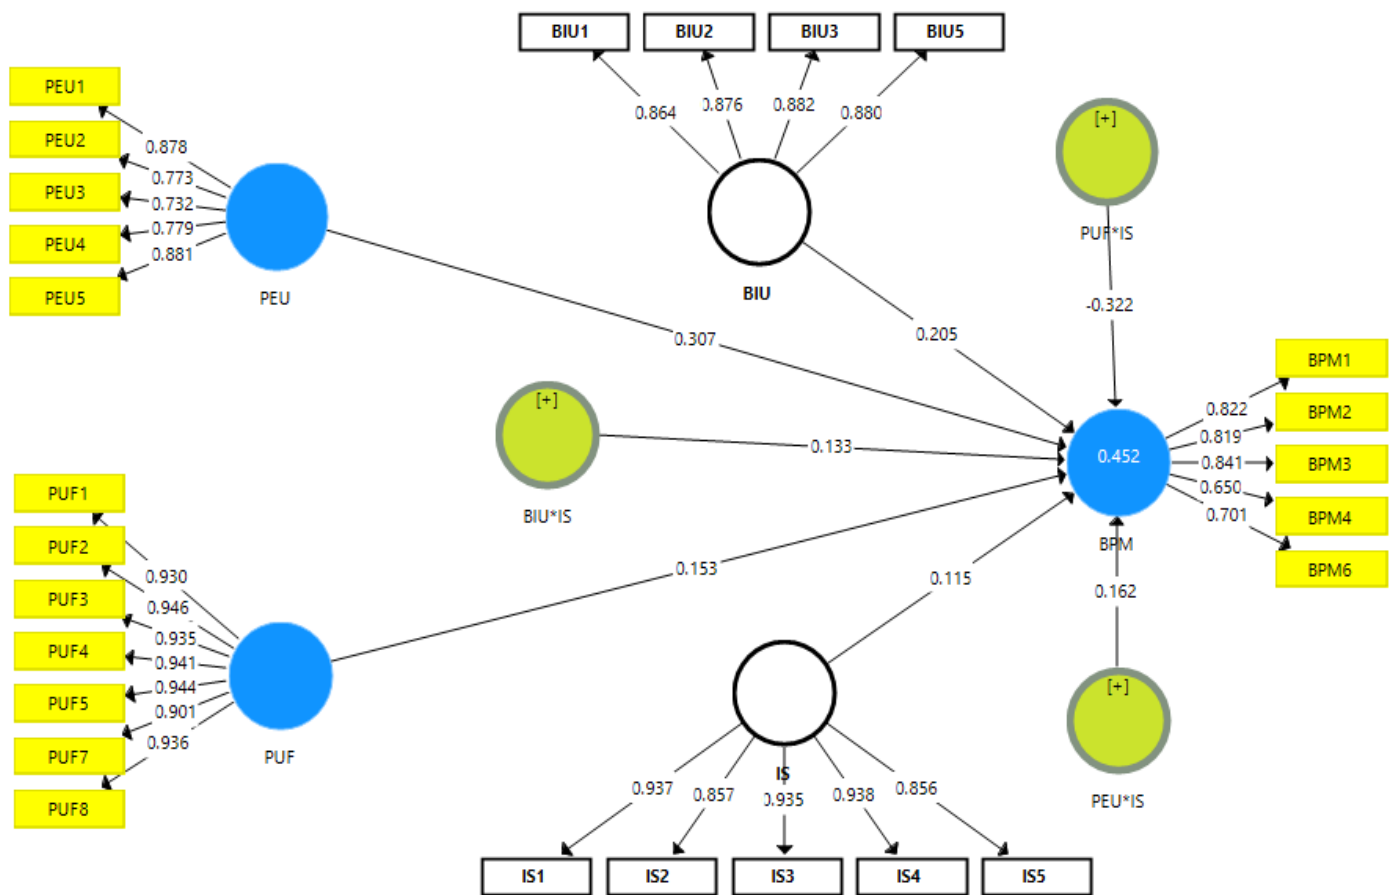 BIU1
BIU2
BIU3
BIU5
0.864
0.876
0.882
0.880
BIU
PEU1
PEU2
PEU3
PEU4
PEU5
0.878
0.773
0.732
0.779
0.881
PEU
[+]
PUF*IS
-0.322
0.307
0.205
[+]
BIU*IS
0.133
0.452
BPM
BPM1
BPM2
BPM3
BPM4
BPM6
0.822
0.819
0.841
0.650
0.701
PUF1
PUF2
PUF3
PUF4
PUF5
PUF7
PUF8
0.930
0.946
0.935
0.941
0.944
0.901
0.936
PUF
0.153
0.115
0.162
[+]
PEU*IS
IS
0.937
0.857
0.935
0.938
0.856
IS1
IS2
IS3
IS4
IS5